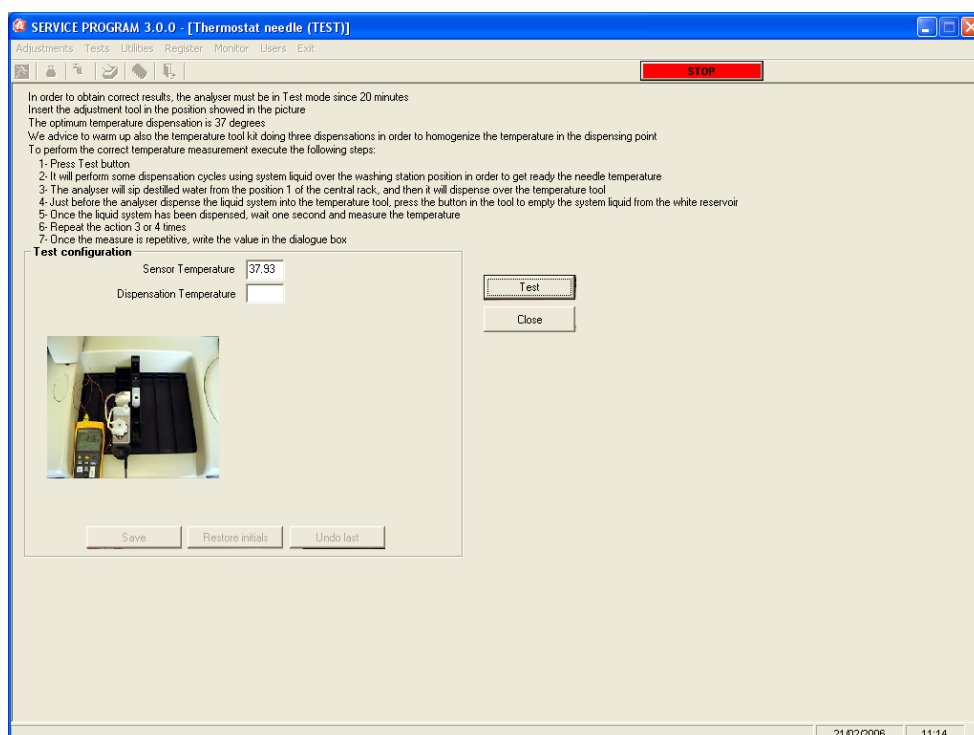 SERVICE PROGRAM 3.0.0 - [Thermostat needle (TEST)]
Adjustments Tests Utilities Register Monitor Users Exit
STOP
In order to obtain correct results, the analyser must be in Test mode since 20 minutes
Insert the adjustment tool in the position showed in the picture
The optimum temperature dispensation is 37 degrees
We advice to warm up also the temperature tool kit doing three dispensations in order to homogenize the temperature in the dispensing point
To perform the correct temperature measurement execute the following steps:
1- Press Test button
2- It will perform some dispensation cycles using system liquid over the washing station position in order to get ready the needle temperature
3- The analyser will sip destilled water from the position 1 of the central rack, and then it will dispense over the temperature tool
4- Just before the analyser dispense the liquid system into the temperature tool, press the button in the tool to empty the system liquid from the white reservoir
5- Once the liquid system has been dispensed, wait one second and measure the temperature
6- Repeat the action 3 or 4 times
7- Once the measure is repetitive, write the value in the dialogue box
Test configuration
Sensor Temperature 37.93
Dispensation Temperature
Test
Close
Save Restore initials Undo last
21/02/2006 11:14